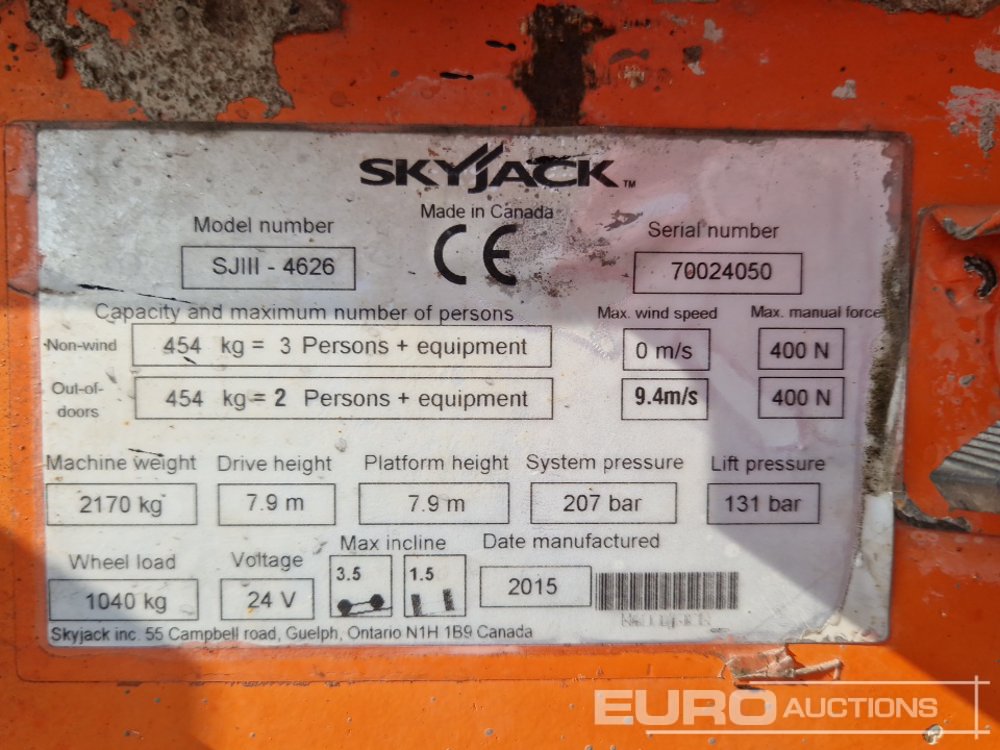 SKYJACK™
Made in Canada
Model number
SJIII - 4626
CE
Serial number
70024050
Capacity and maximum number of persons
Max. wind speed
Max. manual force
Non-wind
454 kg = 3 Persons + equipment
0 m/s
400 N
Out-of-
doors
454 kg = 2 Persons + equipment
9.4m/s
400 N
Machine weight
Drive height
Platform height
System pressure
Lift pressure
2170 kg
7.9 m
7.9 m
207 bar
131 bar
Wheel load
Voltage
Max incline
Date manufactured
1040 kg
24 V
3.5
1.5
2015
Skyjack inc. 55 Campbell road, Guelph, Ontario N1H 1B9 Canada
EURO AUCTIONS